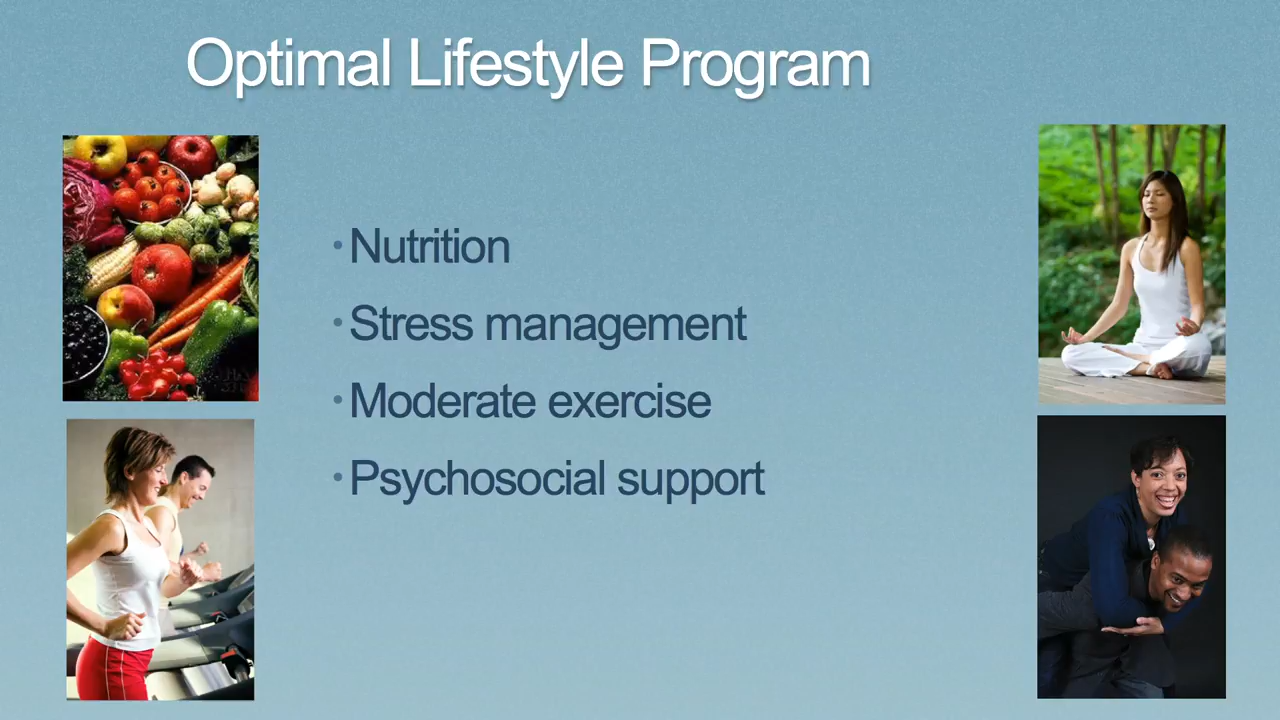 Optimal Lifestyle Program
• Nutrition
• Stress management
• Moderate exercise
• Psychosocial support